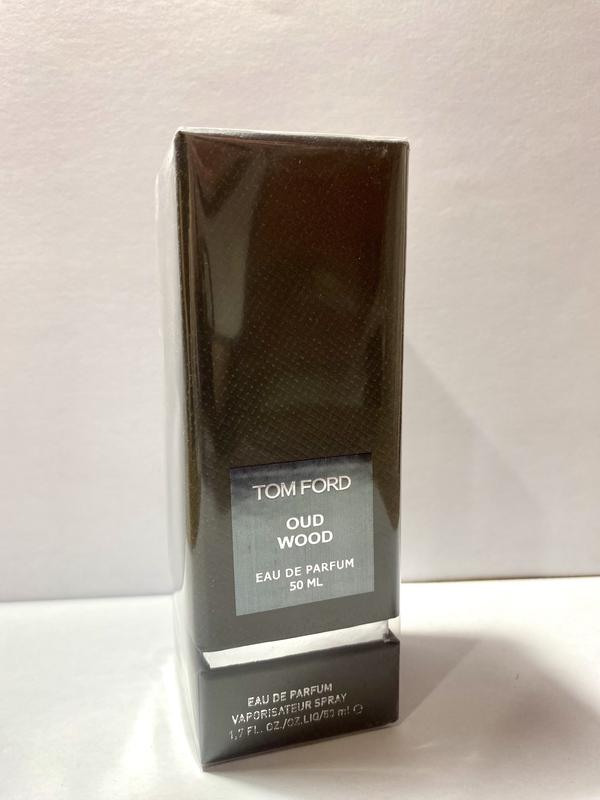 TOM FORD
OUD
WOOD
EAU DE PARFUM
50 ML
EAU DE PARFUM
VAPORISATEUR SPRAY
1,7 FL. OZ./OZ.LIQ/50 ml ℮